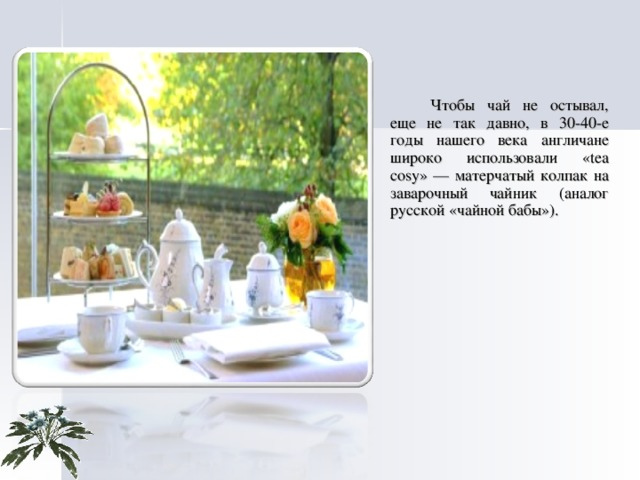 Чтобы чай не остывал,
еще не так давно, в 30-40-е
годы нашего века англичане
широко использовали «tea
cosy» — матерчатый колпак на
заварочный чайник (аналог
русской «чайной бабы»).